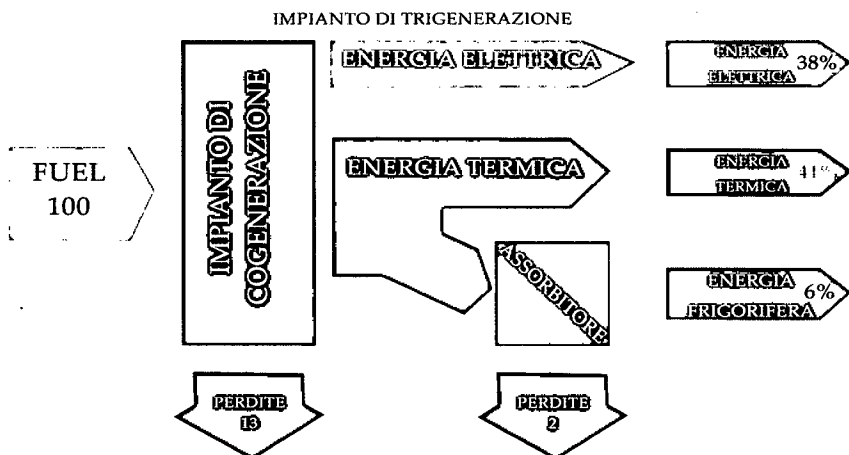 IMPIANTO DI TRIGENERAZIONE
FUEL
100
IMPIANTO DI
COGENERAZIONE
ENERGIA ELETTRICA
ENERGIA
ELETTRICA
38%
ENERGIA TERMICA
ENERGIA
TERMICA
41%
ASSORBITORE
ENERGIA
FRIGORIFERA
6%
PERDITE
13
PERDITE
2